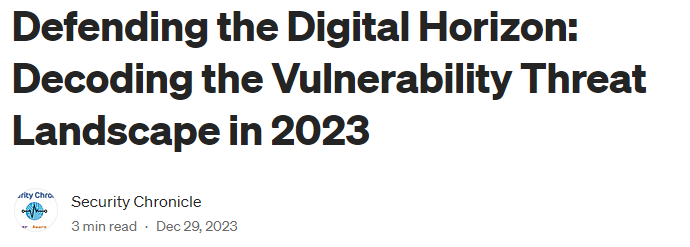 Defending the Digital Horizon:
Decoding the Vulnerability Threat
Landscape in 2023
Security Chronicle
3 min read · Dec 29, 2023